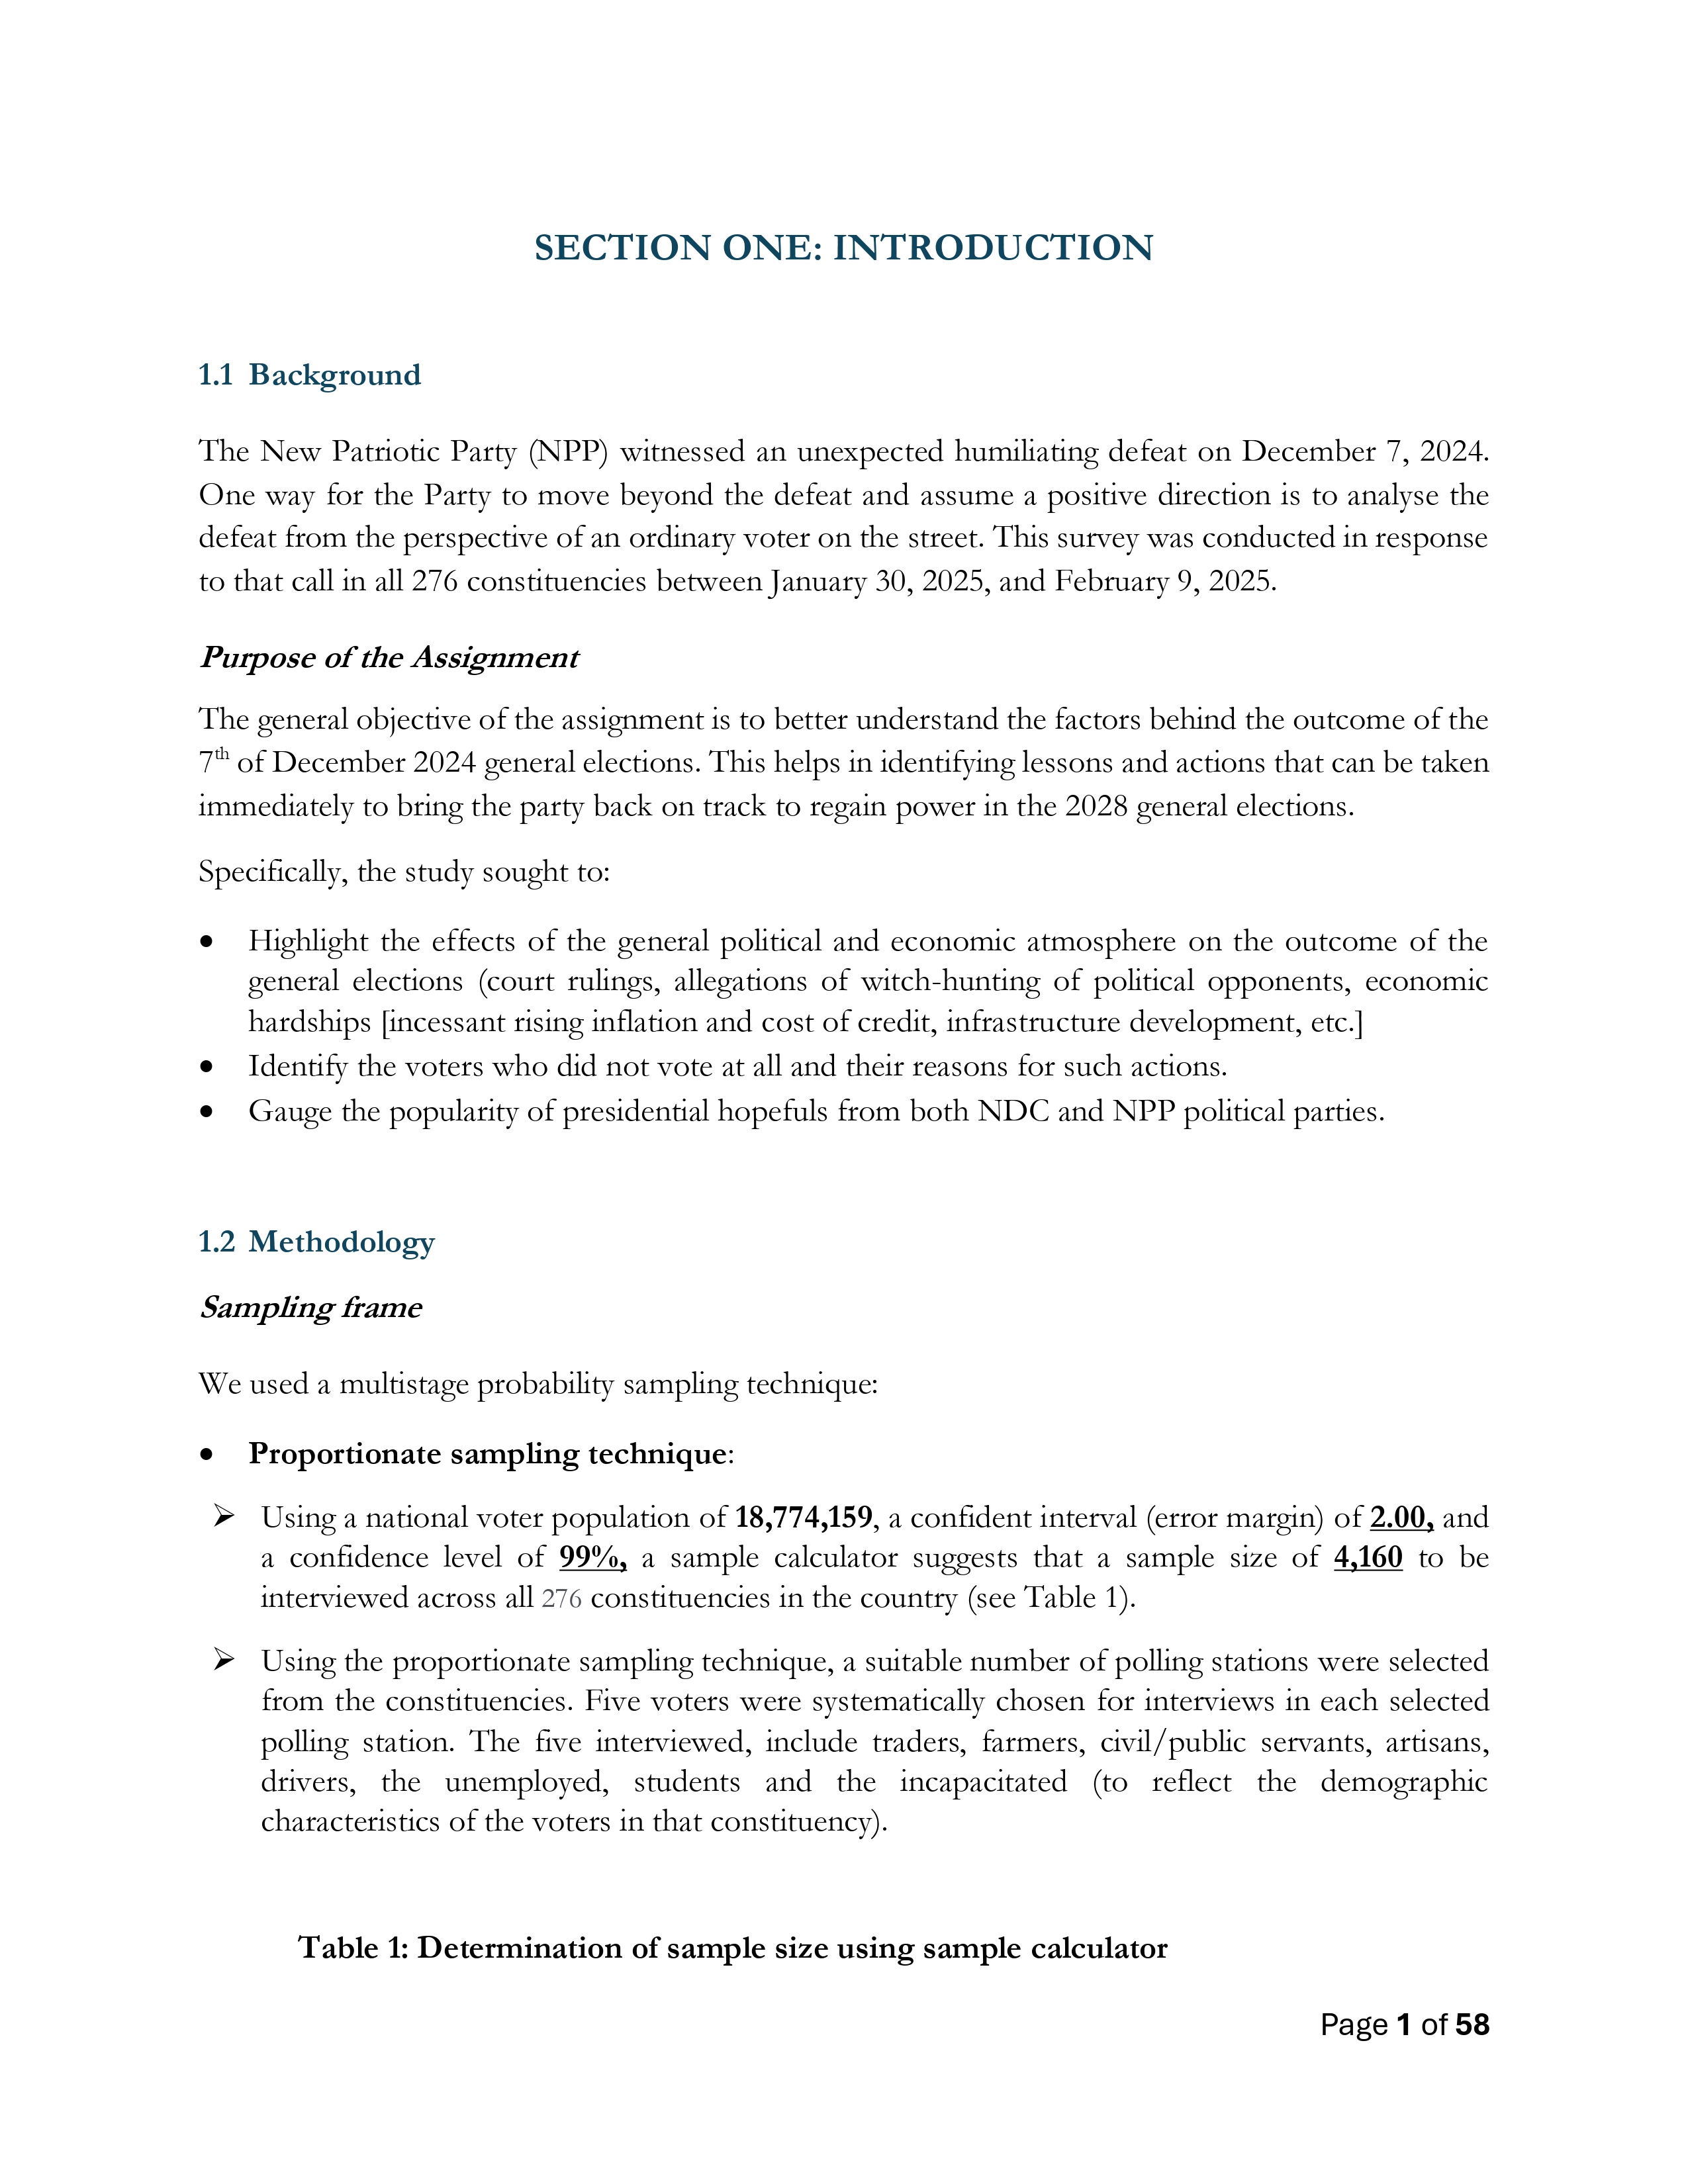 SECTION ONE: INTRODUCTION
1.1 Background
The New Patriotic Party (NPP) witnessed an unexpected humiliating defeat on December 7, 2024.
One way for the Party to move beyond the defeat and assume a positive direction is to analyse the
defeat from the perspective of an ordinary voter on the street. This survey was conducted in response
to that call in all 276 constituencies between January 30, 2025, and February 9, 2025.
Purpose of the Assignment
The general objective of the assignment is to better understand the factors behind the outcome of the
7th of December 2024 general elections. This helps in identifying lessons and actions that can be taken
immediately to bring the party back on track to regain power in the 2028 general elections.
Specifically, the study sought to:
• Highlight the effects of the general political and economic atmosphere on the outcome of the
general elections (court rulings, allegations of witch-hunting of political opponents, economic
hardships [incessant rising inflation and cost of credit, infrastructure development, etc.]
• Identify the voters who did not vote at all and their reasons for such actions.
• Gauge the popularity of presidential hopefuls from both NDC and NPP political parties.
1.2 Methodology
Sampling frame
We used a multistage probability sampling technique:
• Proportionate sampling technique:
➢ Using a national voter population of 18,774,159, a confident interval (error margin) of 2.00, and
a confidence level of 99%, a sample calculator suggests that a sample size of 4,160 to be
interviewed across all 276 constituencies in the country (see Table 1).
➢ Using the proportionate sampling technique, a suitable number of polling stations were selected
from the constituencies. Five voters were systematically chosen for interviews in each selected
polling station. The five interviewed, include traders, farmers, civil/public servants, artisans,
drivers, the unemployed, students and the incapacitated (to reflect the demographic
characteristics of the voters in that constituency).
Table 1: Determination of sample size using sample calculator
Page 1 of 58